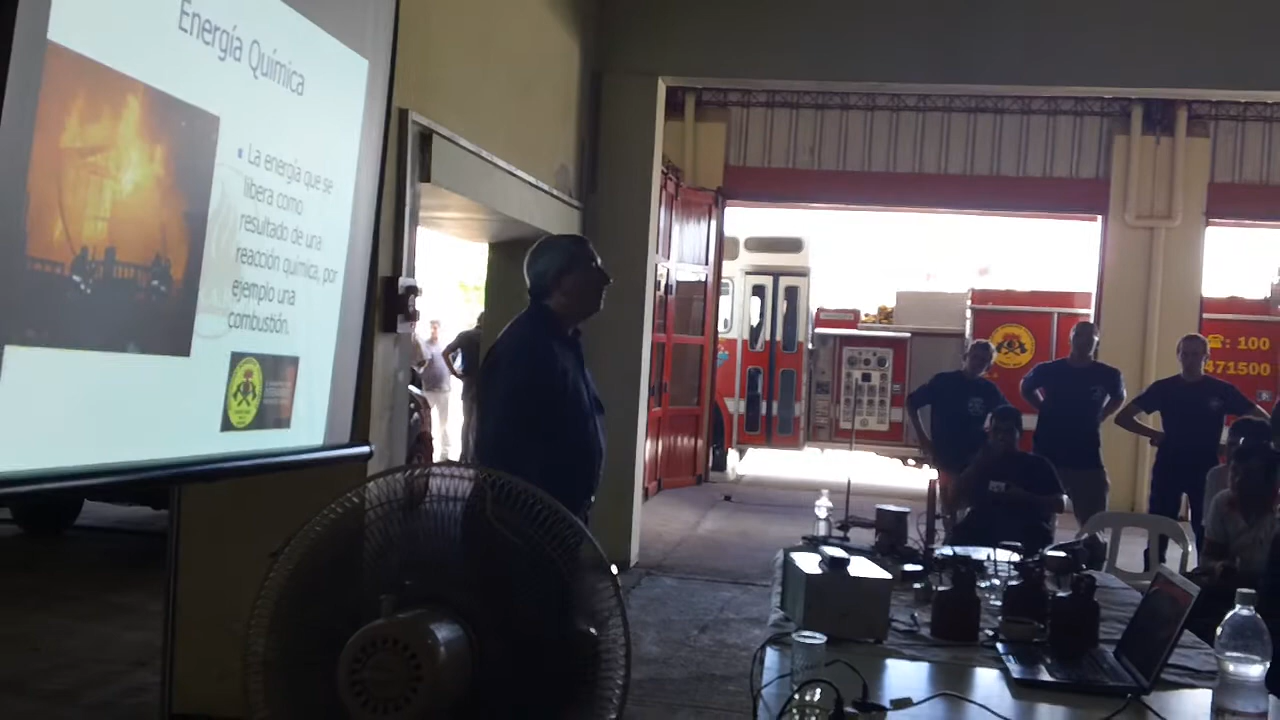 Energía Química
▪ La energía que se
libera como
resultado de una
reacción química, por
ejemplo una
combustión.
☎: 100
471500